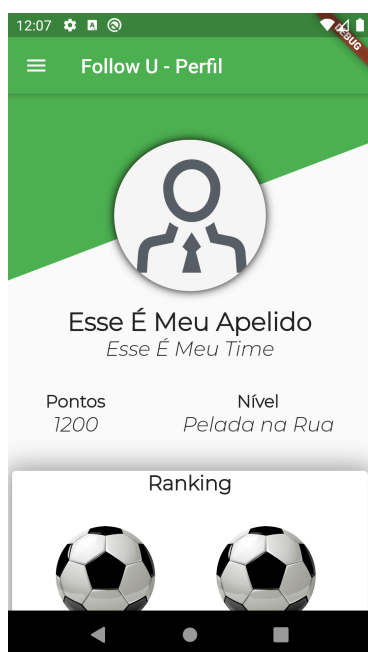 12:07
A
DEBUG
Follow U - Perfil
Esse É Meu Apelido
Esse É Meu Time
Pontos
Nível
1200
Pelada na Rua
Ranking